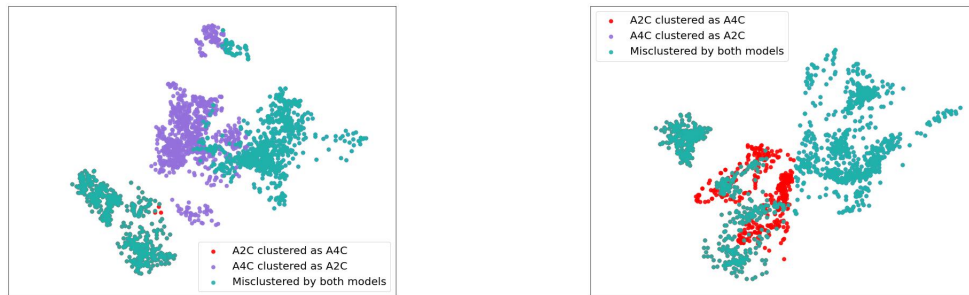 A2C clustered as A4C
A4C clustered as A2C
Misclustered by both models
A2C clustered as A4C
A4C clustered as A2C
Misclustered by both models